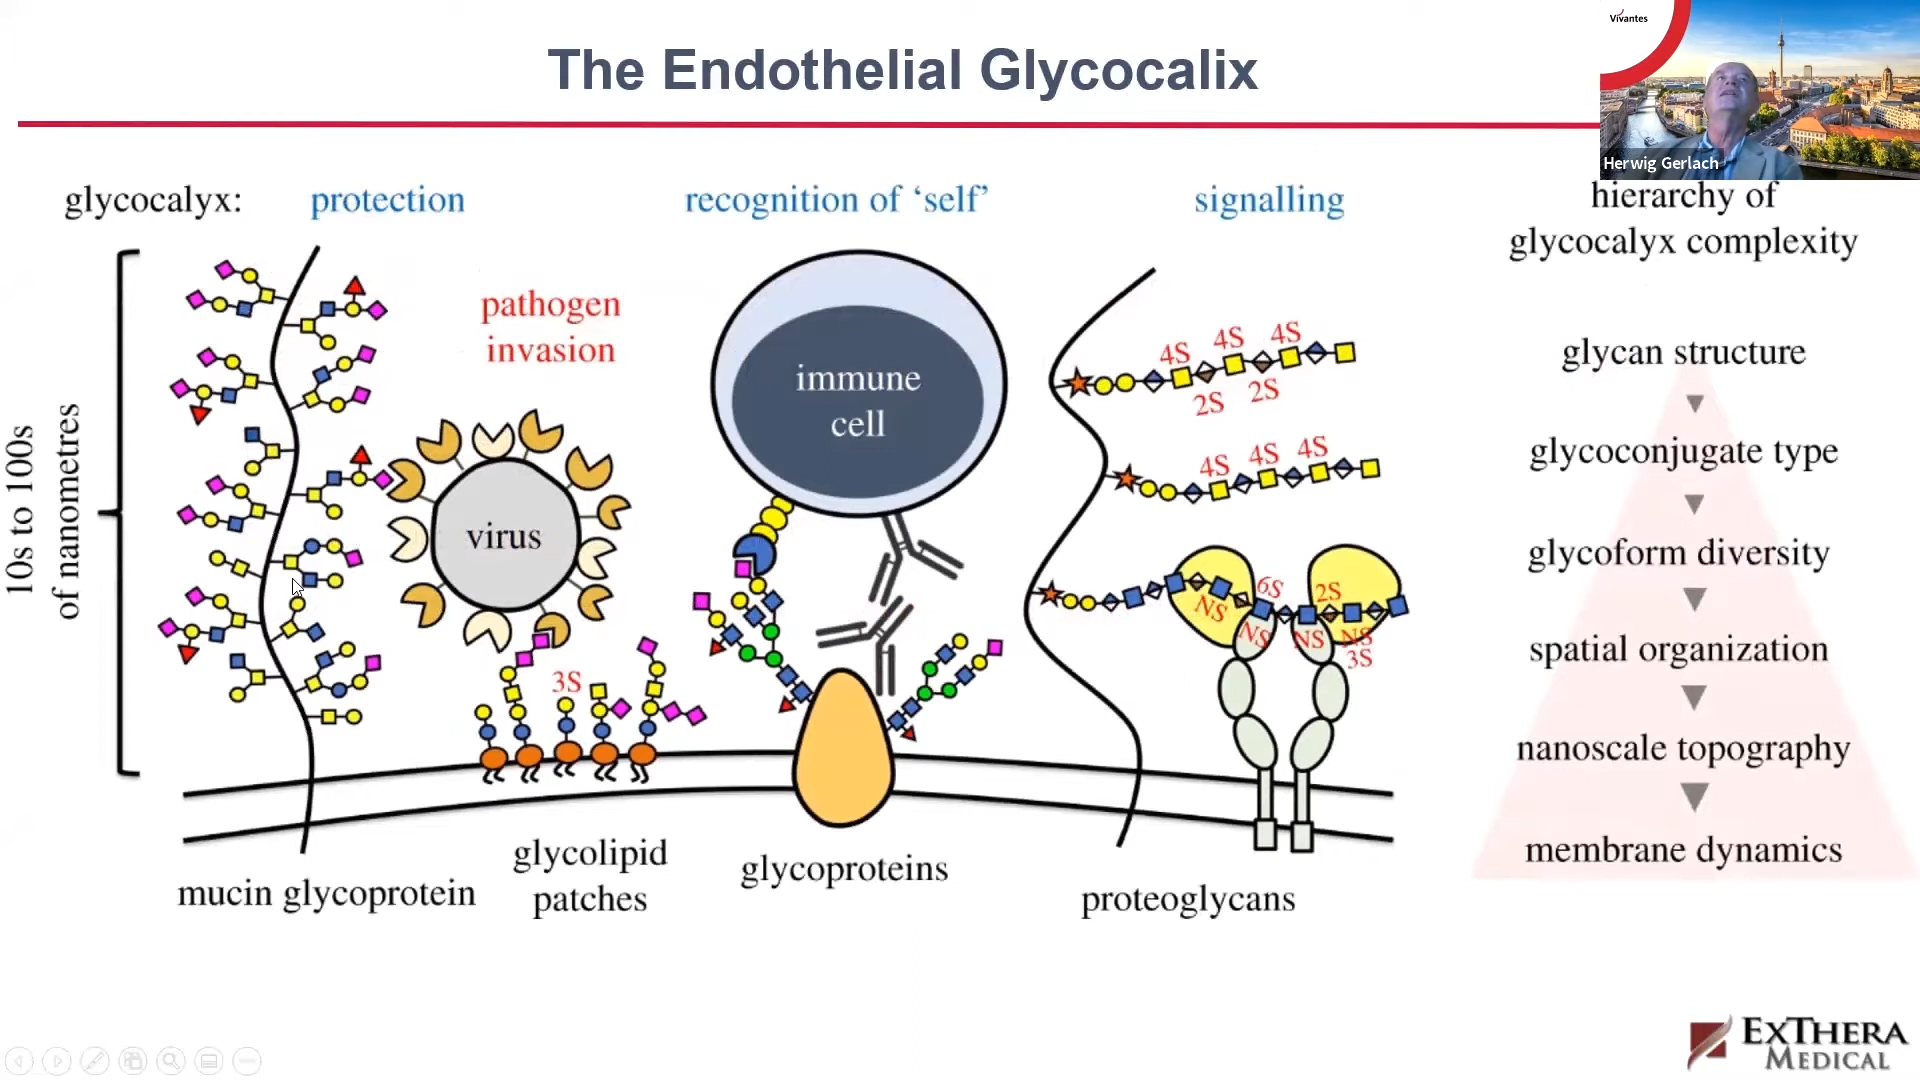 The Endothelial Glycocalix
Vivantes
Herwig Gerlach
glycocalyx:
protection
recognition of ‘self’
signalling
hierarchy of
glycocalyx complexity
10s to 100s
of nanometres
pathogen
invasion
virus
3S
immune
cell
4S
4S
4S
2S
2S
4S
4S
4S
NS
6S
NS
2S
NS
NS
3S
mucin glycoprotein
glycolipid
patches
glycoproteins
proteoglycans
glycan structure
glycoconjugate type
glycoform diversity
spatial organization
nanoscale topography
membrane dynamics
EXTHERA
MEDICAL